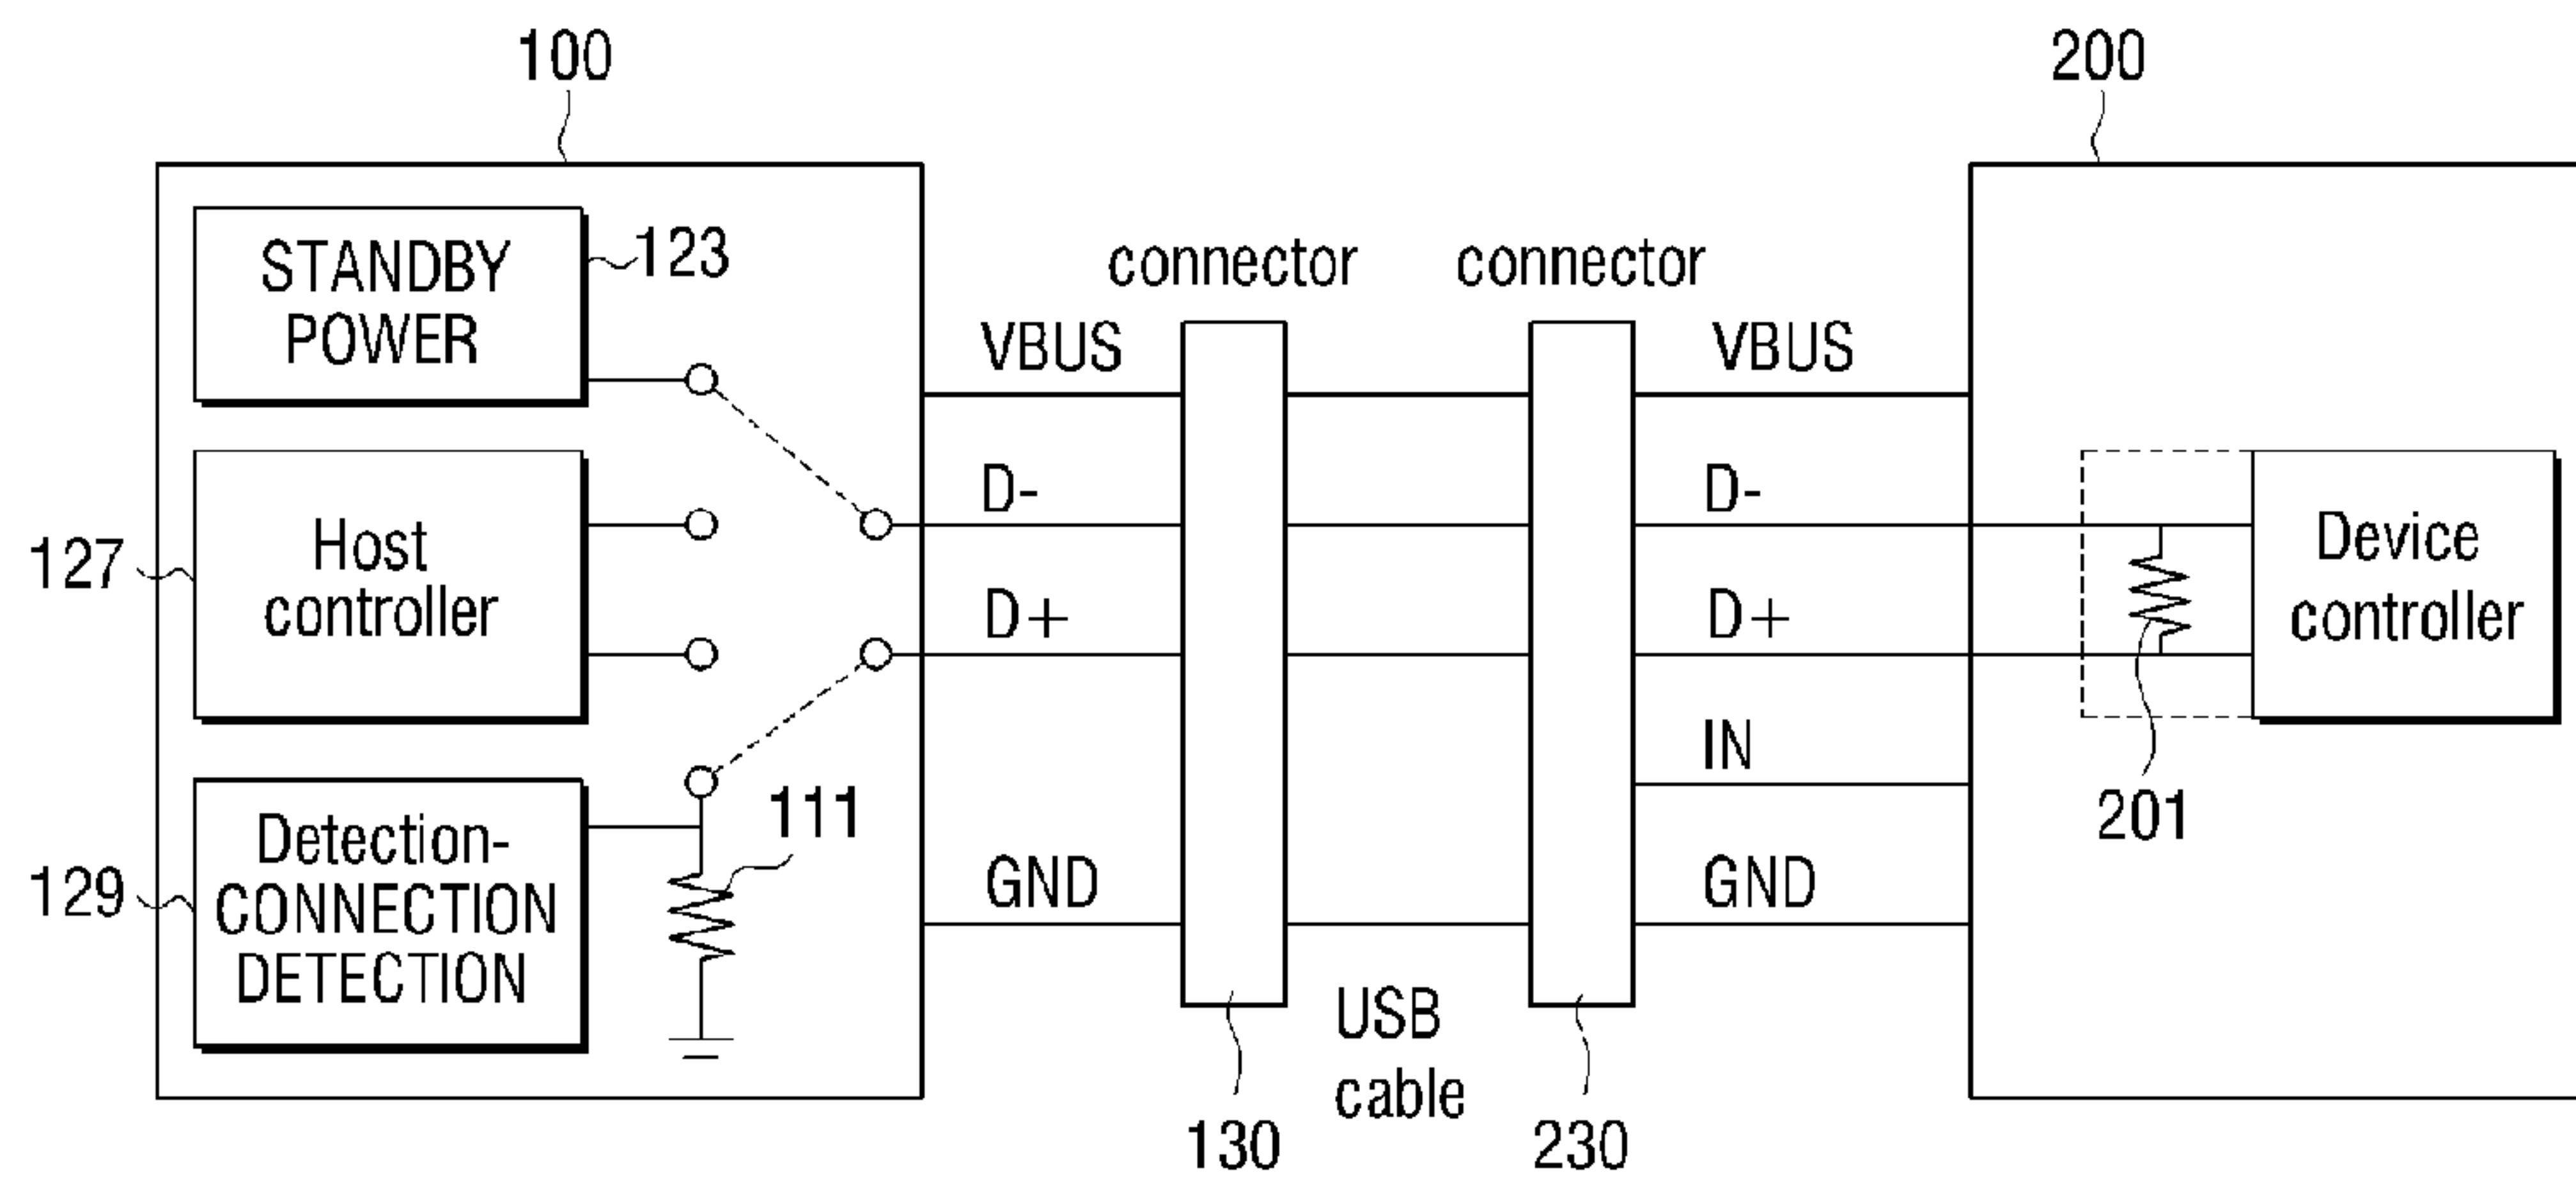 100
200
STANDBY
POWER
123
connector
connector
VBUS
VBUS
D-
D-
Host
controller
127
Device
controller
D+
D+
IN
201
111
Detection-
CONNECTION
DETECTION
129
GND
GND
USB
cable
130
230